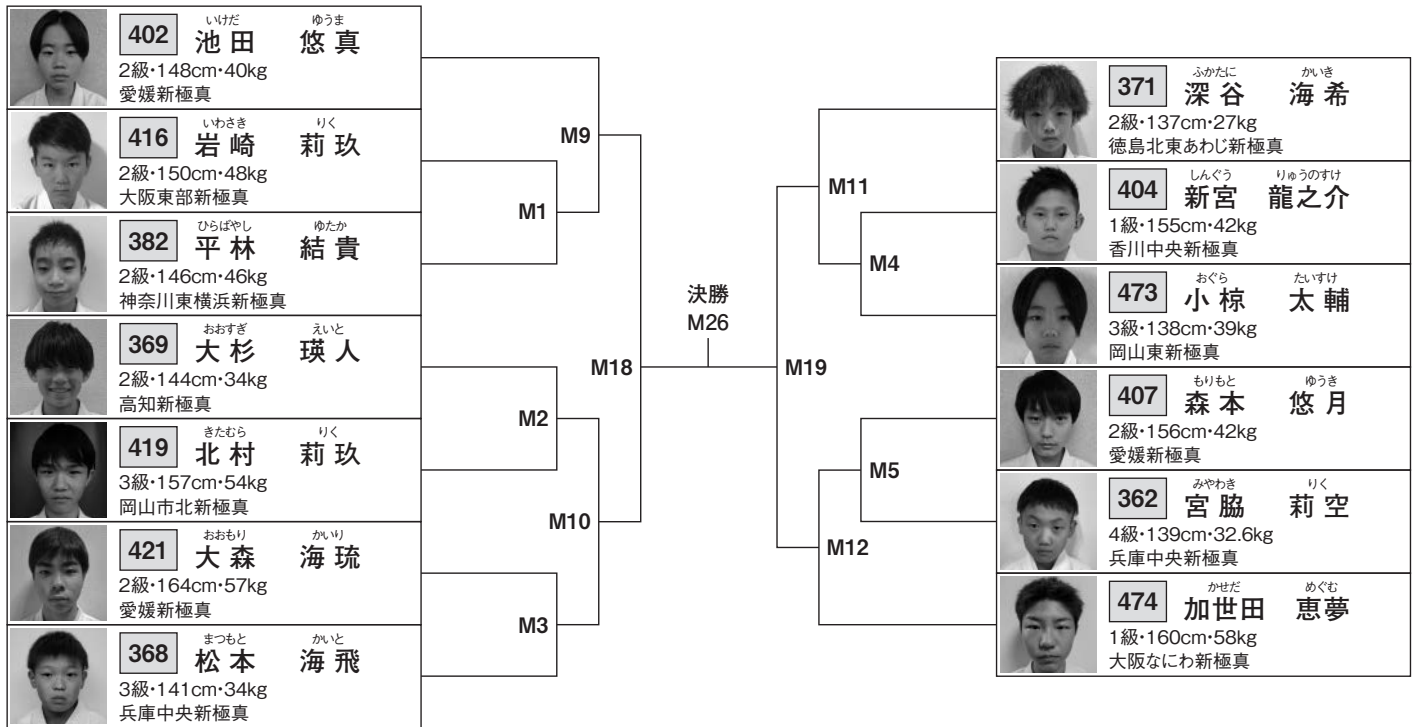 いけだ ゆうま
402 池田 悠真
2級・148cm・40kg
愛媛新極真
いわさき りく
416 岩崎 莉玖
2級・150cm・48kg
大阪東部新極真
ひらばやし ゆたか
382 平林 結貴
2級・146cm・46kg
神奈川東横浜新極真
おおすぎ えいと
369 大杉 瑛人
2級・144cm・34kg
高知新極真
きたむら りく
419 北村 莉玖
3級・157cm・54kg
岡山市北新極真
おおもり かいり
421 大森 海琉
2級・164cm・57kg
愛媛新極真
まつもと かいと
368 松本 海飛
3級・141cm・34kg
兵庫中央新極真
M9
M1
M18
M2
M10
M3
決勝
M26
M19
M11
M4
M5
M12
ふかたに かいき
371 深谷 海希
2級・137cm・27kg
徳島北東あわじ新極真
しんぐう りゅうのすけ
404 新宮 龍之介
1級・155cm・42kg
香川中央新極真
おぐら たいすけ
473 小椋 太輔
3級・138cm・39kg
岡山東新極真
もりもと ゆうき
407 森本 悠月
2級・156cm・42kg
愛媛新極真
みやわき りく
362 宮脇 莉空
4級・139cm・32.6kg
兵庫中央新極真
かせだ めぐむ
474 加世田 恵夢
1級・160cm・58kg
大阪なにわ新極真